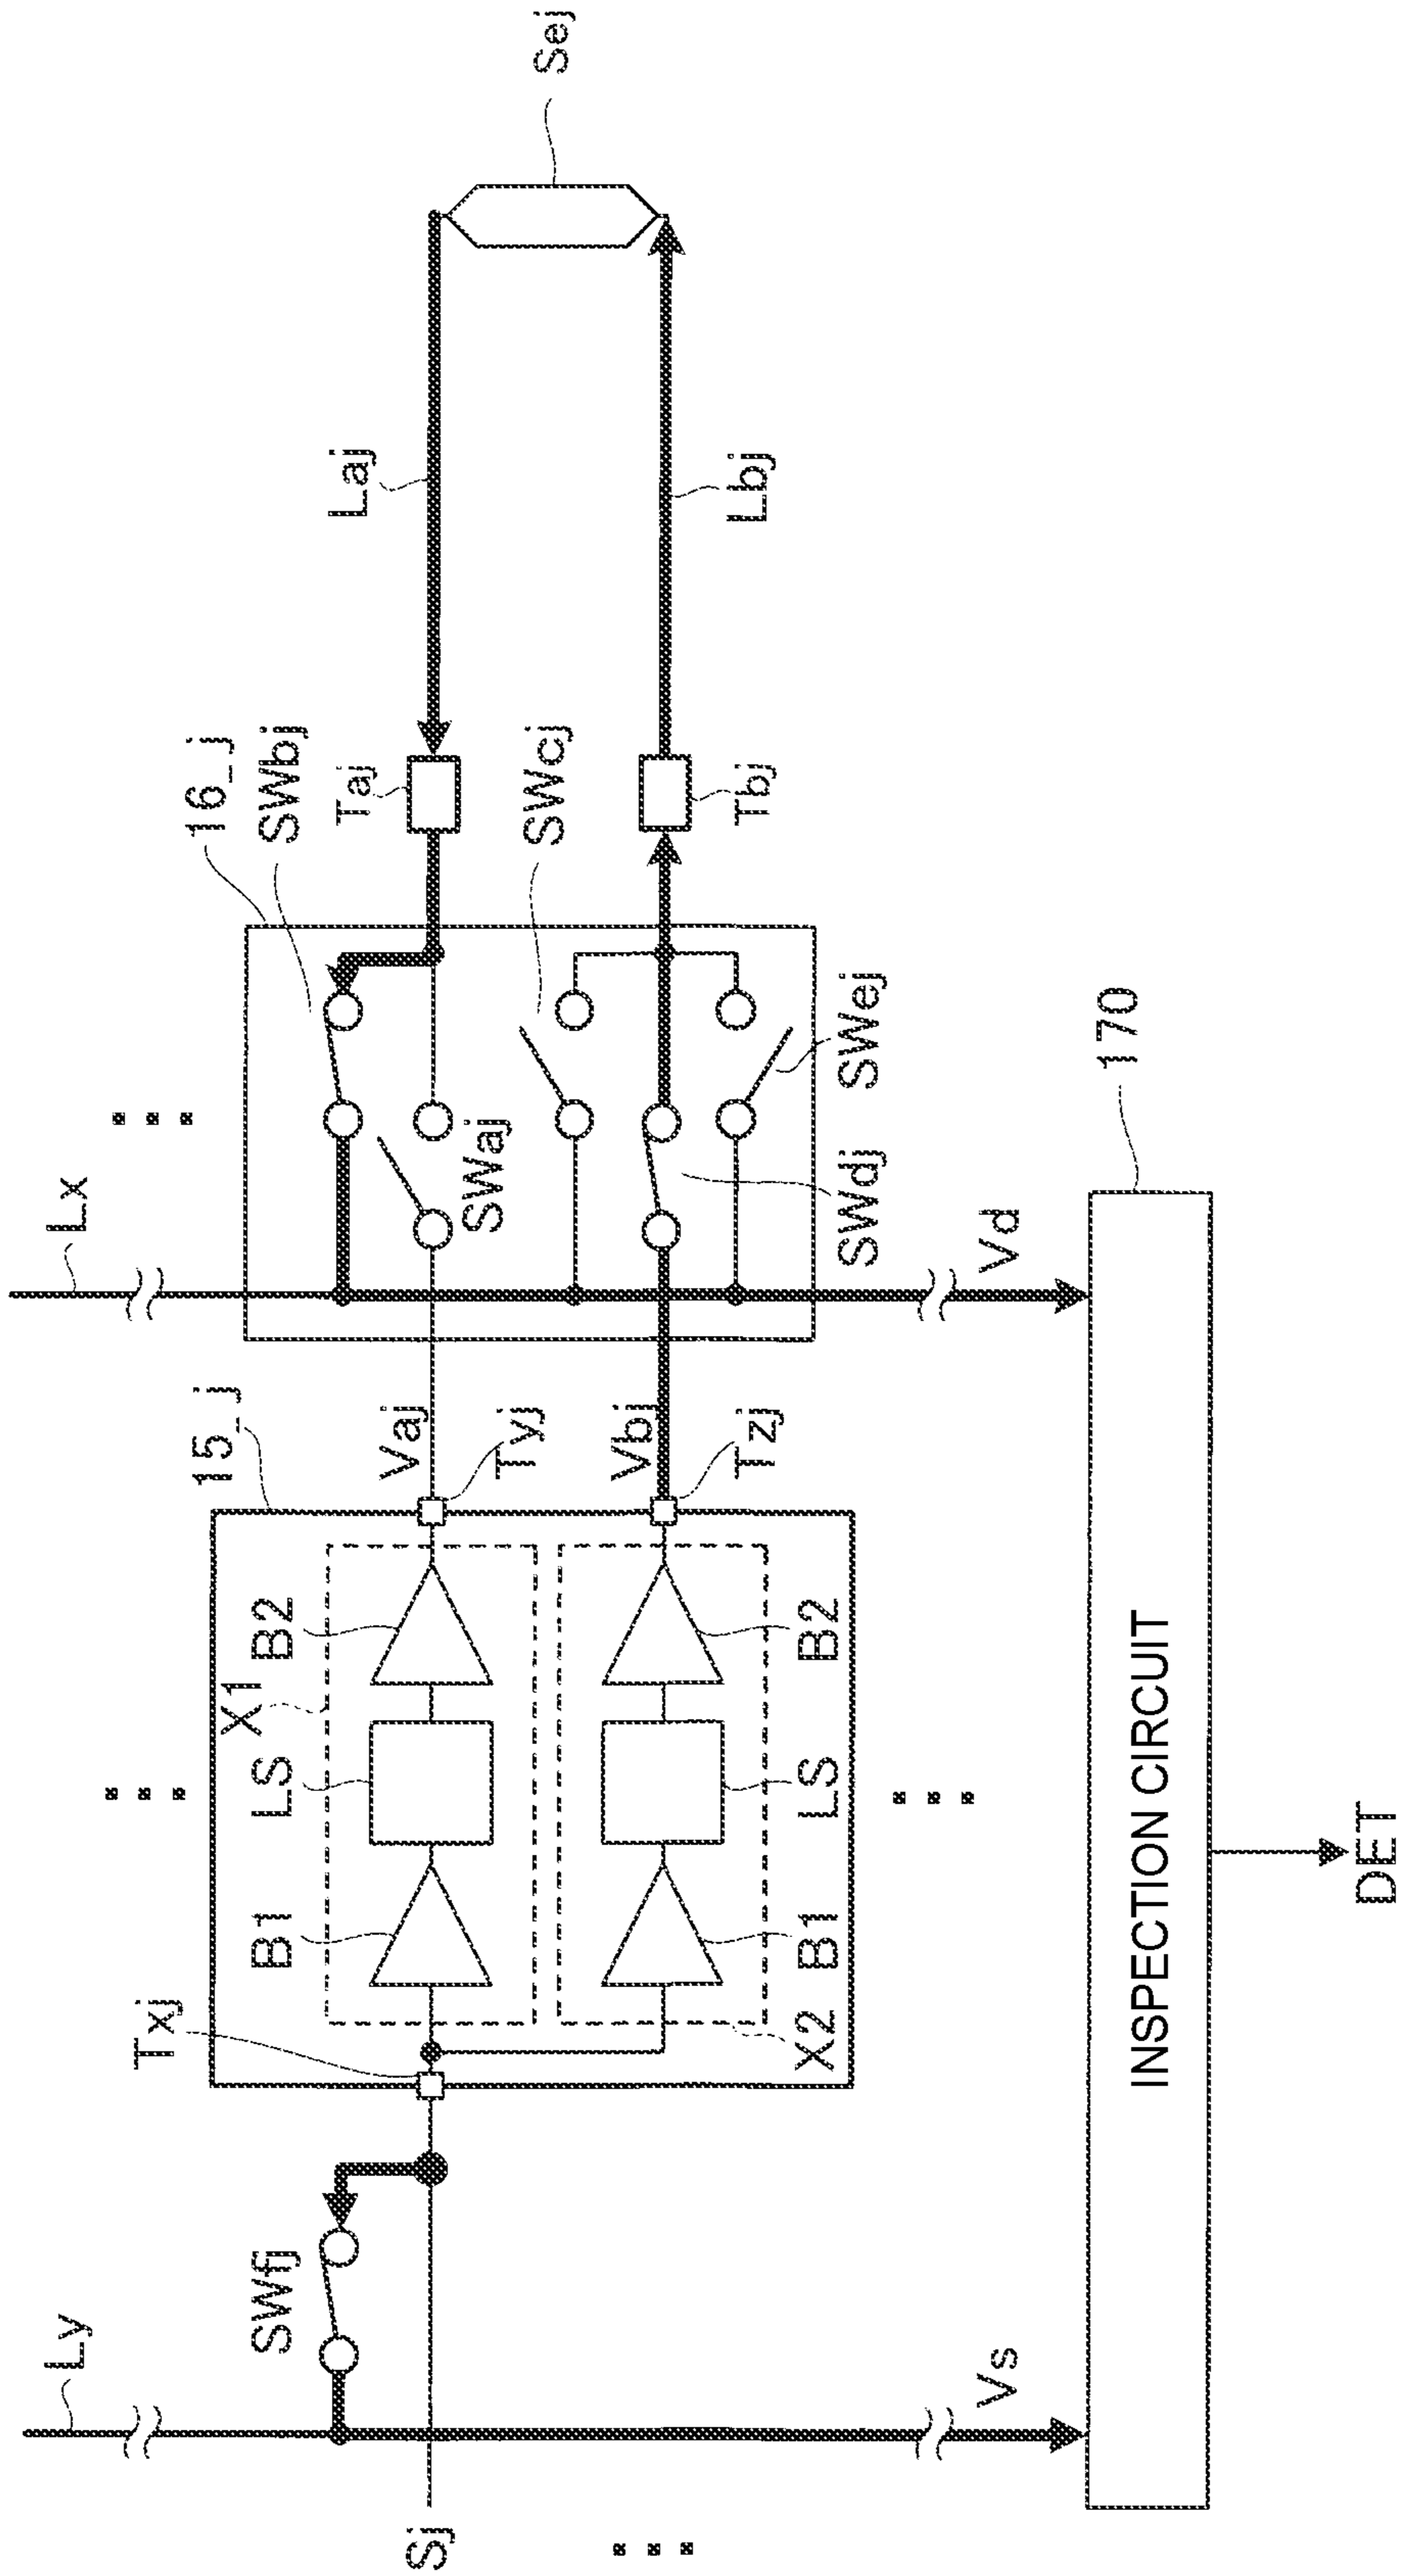 Ly
Lx
SWfj
Txj
15_j
16_j
SWbj
X1
B1
LS
B2
Vaj
Tyj
SWaj
Taj
Laj
Sej
Sj
SWcj
Vbj
Tzj
Tbj
Lbj
X2
B1
LS
B2
SWdj
SWej
Vs
Vd
170
INSPECTION CIRCUIT
DET